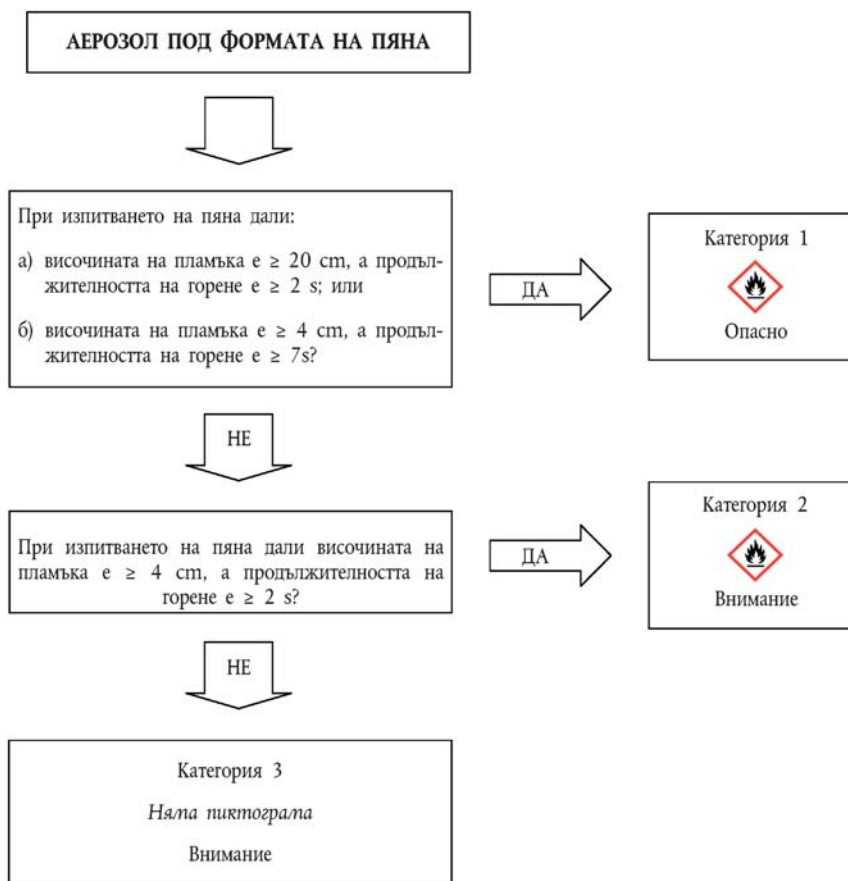 АЕРОЗОЛ ПОД ФОРМАТА НА ПЯНА
При изпитването на пяна дали:
а) височината на пламъка е ≥ 20 cm, а продъл-
жителността на горене е ≥ 2 s; или
б) височината на пламъка е ≥ 4 cm, а продъл-
жителността на горене е ≥ 7s?
ДА
Категория 1
Опасно
НЕ
При изпитването на пяна дали височината на
пламъка е ≥ 4 cm, а продължителността на
горене е ≥ 2 s?
ДА
Категория 2
Внимание
НЕ
Категория 3
Няма пиктограма
Внимание